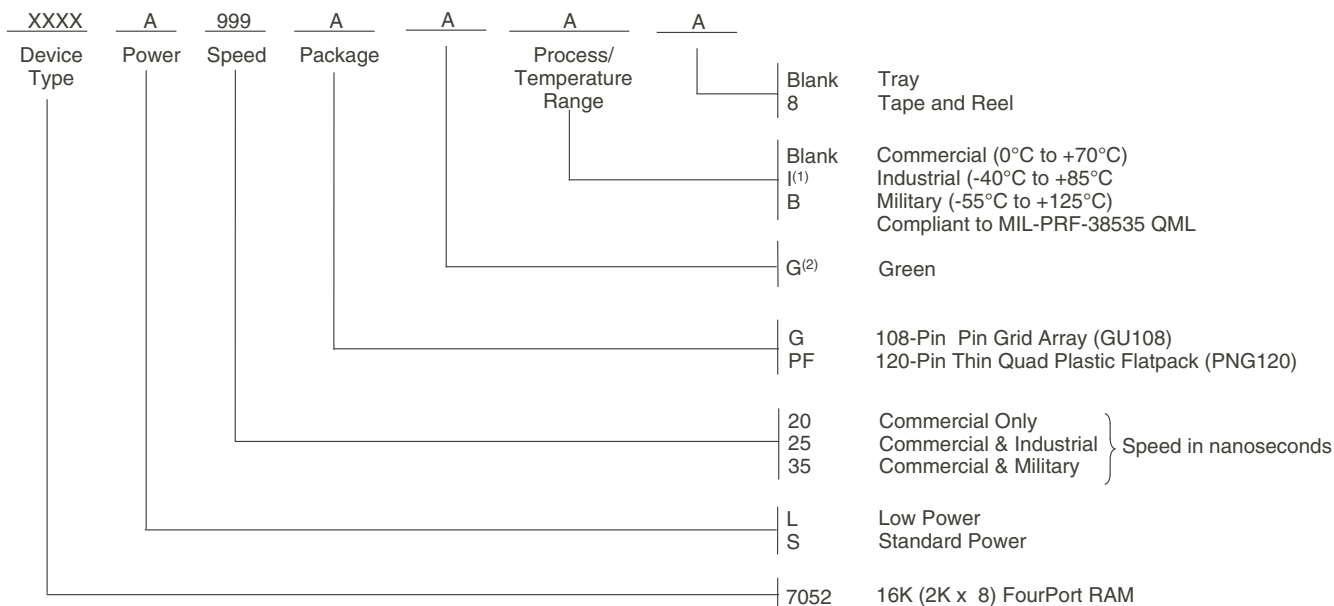 XXXX A 999 A A A A
Device Type
Power
Speed
Package
Process/
Temperature
Range
Blank Tray
8 Tape and Reel
Blank Commercial (0°C to +70°C)
I(1) Industrial (-40°C to +85°C
B Military (-55°C to +125°C)
Compliant to MIL-PRF-38535 QML
G(2) Green
G 108-Pin Pin Grid Array (GU108)
PF 120-Pin Thin Quad Plastic Flatpack (PNG120)
20 Commercial Only
25 Commercial & Industrial
35 Commercial & Military
Speed in nanoseconds
L Low Power
S Standard Power
7052 16K (2K x 8) FourPort RAM